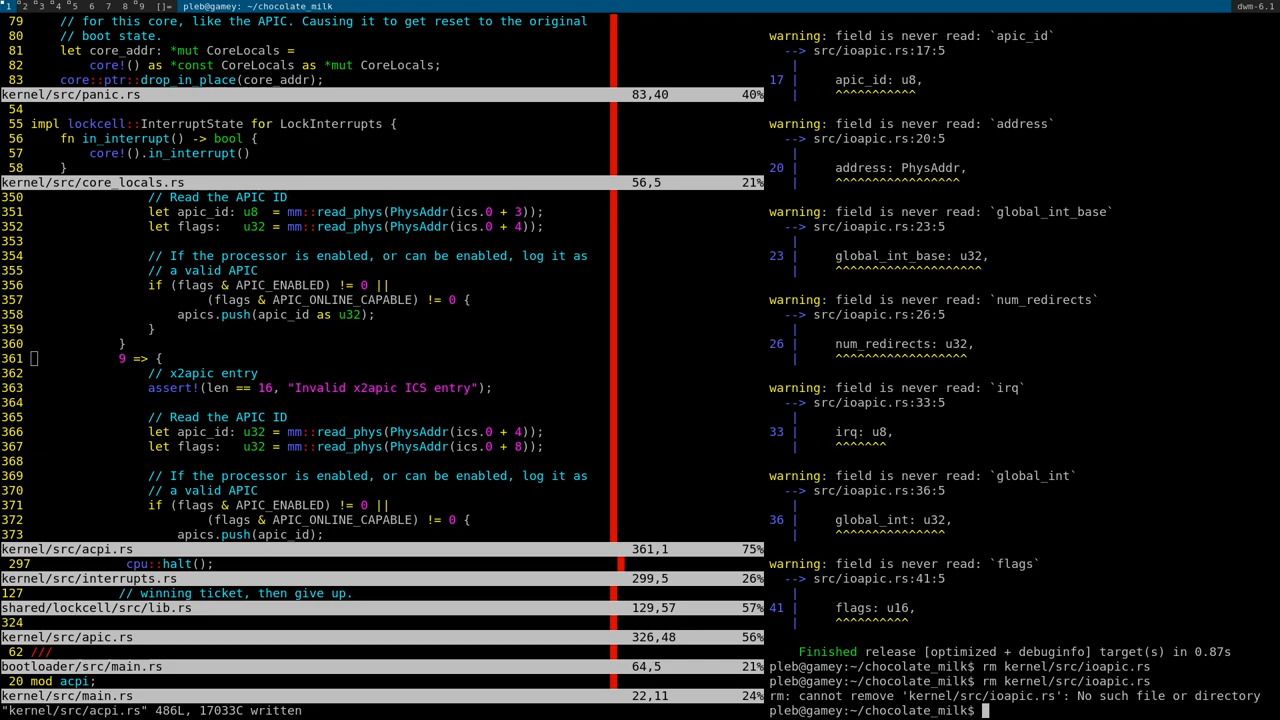 1 2 3 4 5 6 7 8 9 []= pleb@gamey: ~/chocolate_milk dwm-6.1
79 // for this core, like the APIC. Causing it to get reset to the original
80 // boot state.
81 let core_addr: *mut CoreLocals =
82 core!() as *const CoreLocals as *mut CoreLocals;
83 core::ptr::drop_in_place(core_addr);
kernel/src/panic.rs 83,40 40%
54
55 impl lockcell::InterruptState for LockInterrupts {
56 fn in_interrupt() -> bool {
57 core!().in_interrupt()
58 }
kernel/src/core_locals.rs 56,5 21%
350 // Read the APIC ID
351 let apic_id: u8 = mm::read_phys(PhysAddr(ics.0 + 3));
352 let flags: u32 = mm::read_phys(PhysAddr(ics.0 + 4));
353
354 // If the processor is enabled, or can be enabled, log it as
355 // a valid APIC
356 if (flags & APIC_ENABLED) != 0 ||
357 (flags & APIC_ONLINE_CAPABLE) != 0 {
358 apics.push(apic_id as u32);
359 }
360 }
361 9 => {
362 // x2apic entry
363 assert!(len == 16, "Invalid x2apic ICS entry");
364
365 // Read the APIC ID
366 let apic_id: u32 = mm::read_phys(PhysAddr(ics.0 + 4));
367 let flags: u32 = mm::read_phys(PhysAddr(ics.0 + 8));
368
369 // If the processor is enabled, or can be enabled, log it as
370 // a valid APIC
371 if (flags & APIC_ENABLED) != 0 ||
372 (flags & APIC_ONLINE_CAPABLE) != 0 {
373 apics.push(apic_id);
kernel/src/acpi.rs 361,1 75%
297 cpu::halt();
kernel/src/interrupts.rs 299,5 26%
127 // winning ticket, then give up.
shared/lockcell/src/lib.rs 129,57 57%
324
kernel/src/apic.rs 326,48 56%
62 ///
bootloader/src/main.rs 64,5 21%
20 mod acpi;
kernel/src/main.rs 22,11 24%
"kernel/src/acpi.rs" 486L, 17033C written
warning: field is never read: `apic_id`
--> src/ioapic.rs:17:5
|
17 | apic_id: u8,
| ^^^^^^^^^^^
warning: field is never read: `address`
--> src/ioapic.rs:20:5
|
20 | address: PhysAddr,
| ^^^^^^^^^^^^^^^^^
warning: field is never read: `global_int_base`
--> src/ioapic.rs:23:5
|
23 | global_int_base: u32,
| ^^^^^^^^^^^^^^^^^^^^
warning: field is never read: `num_redirects`
--> src/ioapic.rs:26:5
|
26 | num_redirects: u32,
| ^^^^^^^^^^^^^^^^^^
warning: field is never read: `irq`
--> src/ioapic.rs:33:5
|
33 | irq: u8,
| ^^^^^^^
warning: field is never read: `global_int`
--> src/ioapic.rs:36:5
|
36 | global_int: u32,
| ^^^^^^^^^^^^^^^
warning: field is never read: `flags`
--> src/ioapic.rs:41:5
|
41 | flags: u16,
| ^^^^^^^^^^
Finished release [optimized + debuginfo] target(s) in 0.87s
pleb@gamey:~/chocolate_milk$ rm kernel/src/ioapic.rs
pleb@gamey:~/chocolate_milk$ rm kernel/src/ioapic.rs
rm: cannot remove 'kernel/src/ioapic.rs': No such file or directory
pleb@gamey:~/chocolate_milk$